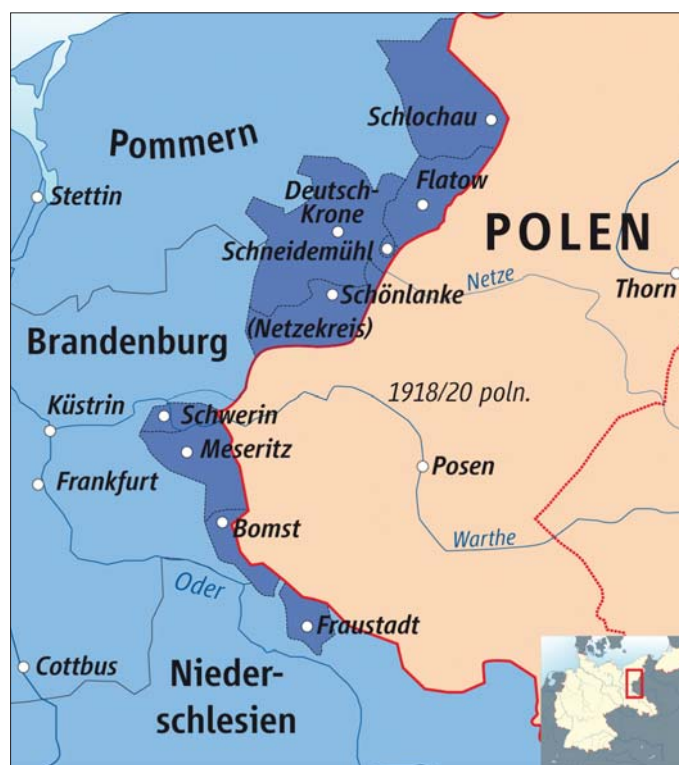 Schlochau
Pommern
Flatow
Deutsch-
Krone
Stettin
Schneidemühl
POLEN
Netze
Thorn
Schönlanke
(Netzekreis)
Brandenburg
1918/20 poln.
Küstrin
Schwerin
Meseritz
Posen
Frankfurt
Bomst
Warthe
Oder
Fraustadt
Cottbus
Nieder-
schlesien